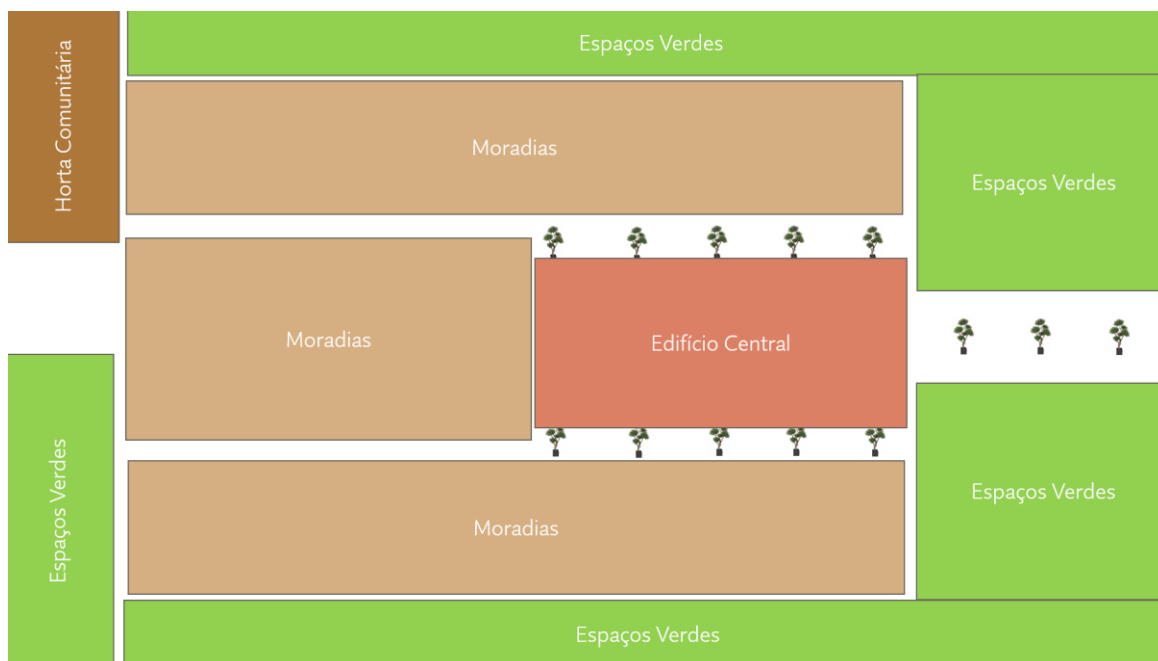 Espaços Verdes
Horta Comunitária
Moradias
Espaços Verdes
Moradias
Edifício Central
Espaços Verdes
Espaços Verdes
Moradias
Espaços Verdes